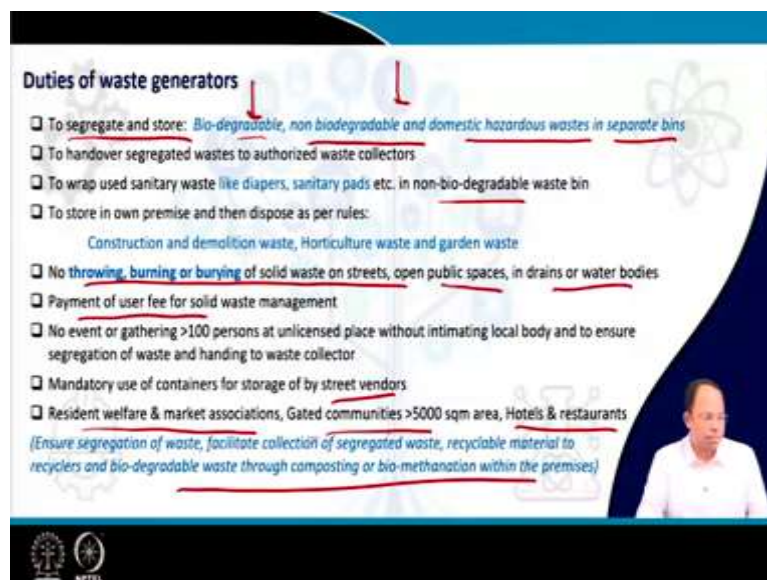 Duties of waste generators
To segregate and store: Bio-degradable, non biodegradable and domestic hazardous wastes in separate bins
To handover segregated wastes to authorized waste collectors
To wrap used sanitary waste like diapers, sanitary pads etc. in non-bio-degradable waste bin
To store in own premise and then dispose as per rules:
Construction and demolition waste, Horticulture waste and garden waste
No throwing, burning or burying of solid waste on streets, open public spaces, in drains or water bodies
Payment of user fee for solid waste management
No event or gathering >100 persons at unlicensed place without intimating local body and to ensure
segregation of waste and handing to waste collector
Mandatory use of containers for storage of by street vendors
Resident welfare & market associations, Gated communities >5000 sqm area, Hotels & restaurants
(Ensure segregation of waste, facilitate collection of segregated waste, recyclable material to
recyclers and bio-degradable waste through composting or bio-methanation within the premises)
NPTEL